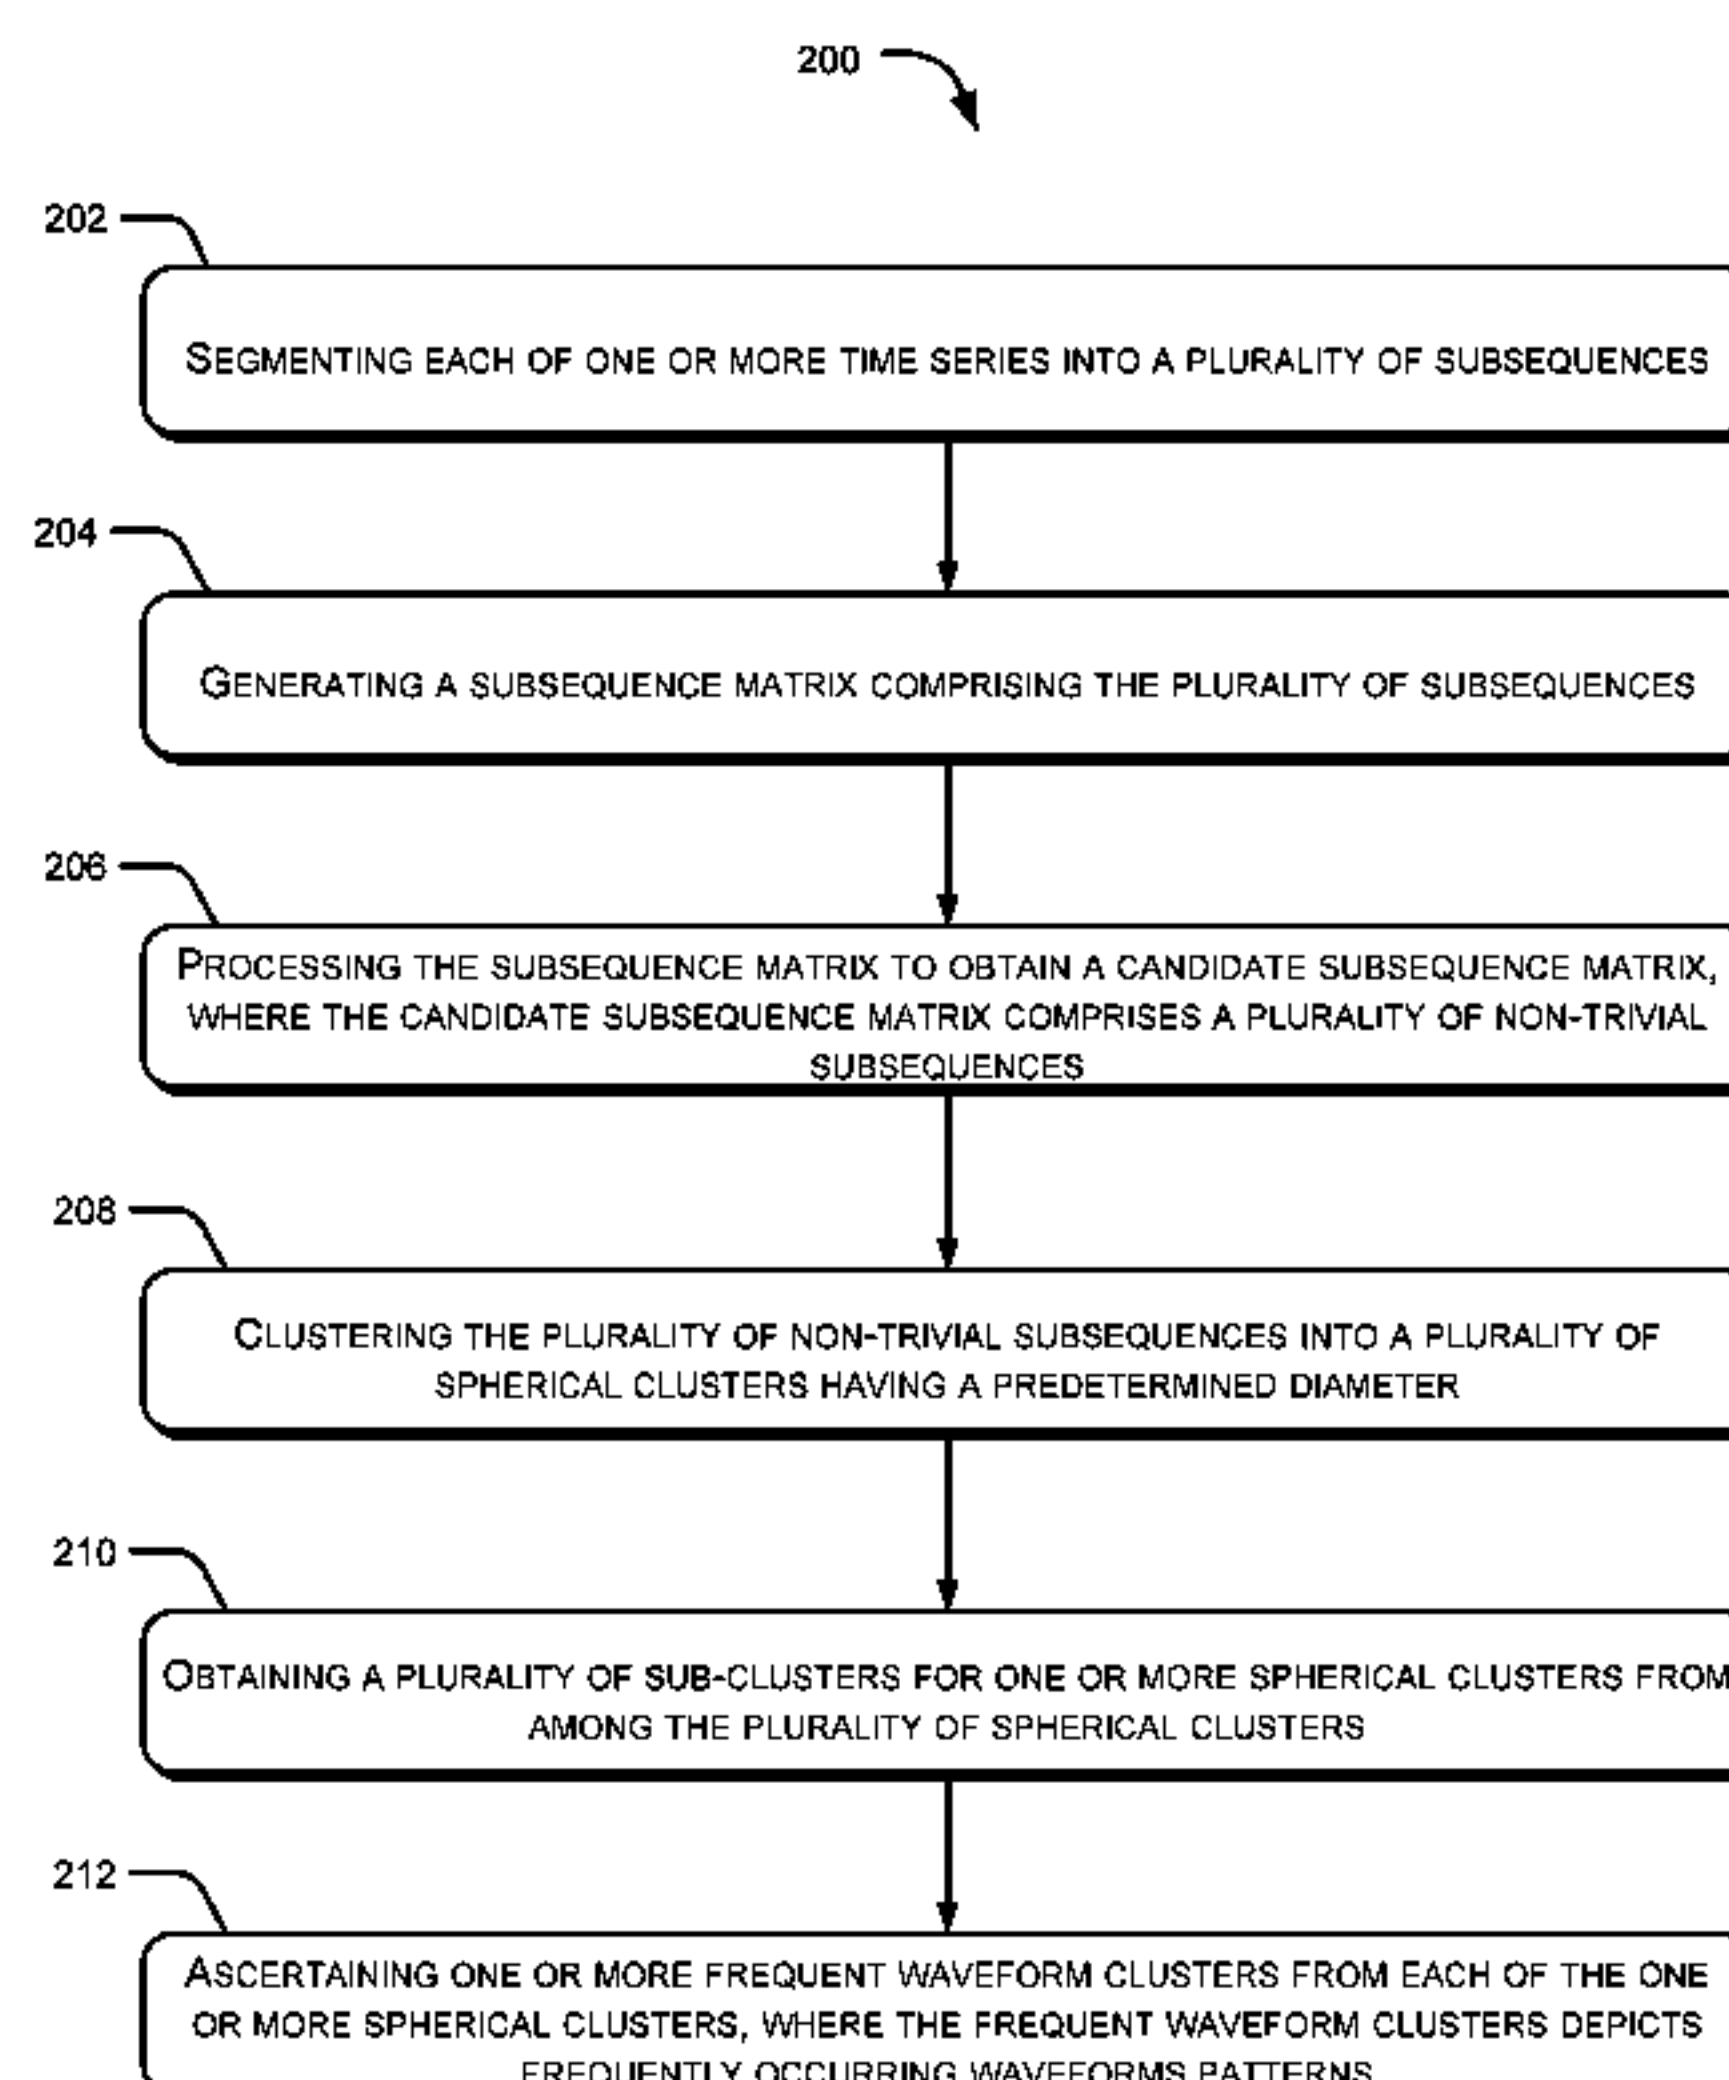 200
202
SEGMENTING EACH OF ONE OR MORE TIME SERIES INTO A PLURALITY OF SUBSEQUENCES
204
GENERATING A SUBSEQUENCE MATRIX COMPRISING THE PLURALITY OF SUBSEQUENCES
206
PROCESSING THE SUBSEQUENCE MATRIX TO OBTAIN A CANDIDATE SUBSEQUENCE MATRIX,
WHERE THE CANDIDATE SUBSEQUENCE MATRIX COMPRISES A PLURALITY OF NON-TRIVIAL
SUBSEQUENCES
208
CLUSTERING THE PLURALITY OF NON-TRIVIAL SUBSEQUENCES INTO A PLURALITY OF
SPHERICAL CLUSTERS HAVING A PREDETERMINED DIAMETER
210
OBTAINING A PLURALITY OF SUB-CLUSTERS FOR ONE OR MORE SPHERICAL CLUSTERS FROM
AMONG THE PLURALITY OF SPHERICAL CLUSTERS
212
ASCERTAINING ONE OR MORE FREQUENT WAVEFORM CLUSTERS FROM EACH OF THE ONE
OR MORE SPHERICAL CLUSTERS, WHERE THE FREQUENT WAVEFORM CLUSTERS DEPICTS
FREQUENTLY OCCURRING WAVEFORMS PATTERNS